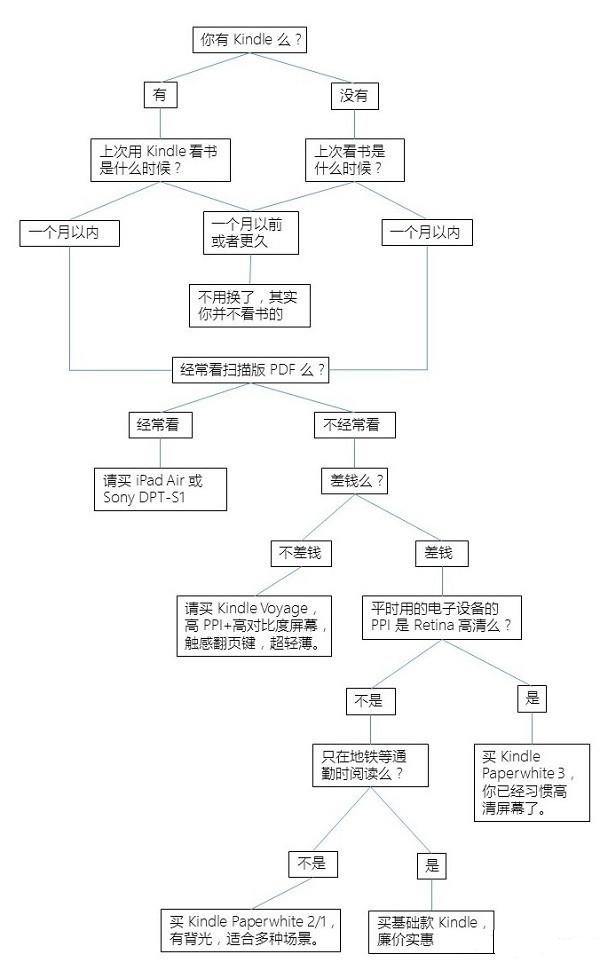 你有 Kindle 么？
有
没有
上次用 Kindle 看书
是什么时候？
上次看书是
什么时候？
一个月以内
一个月以前
或者更久
一个月以内
不用换了，其实
你并不看书的
经常看扫描版 PDF 么？
经常看
不经常看
请买 iPad Air 或
Sony DPT-S1
差钱么？
不差钱
差钱
请买 Kindle Voyage，
高 PPI+高对比度屏幕，
触感翻页键，超轻薄。
平时用的电子设备的
PPI 是 Retina 高清么？
不是
是
只在地铁等通
勤时阅读么？
买 Kindle
Paperwhite 3，
你已经习惯高
清屏幕了。
不是
是
买 Kindle Paperwhite 2/1，
有背光，适合多种场景。
买基础款 Kindle，
廉价实惠